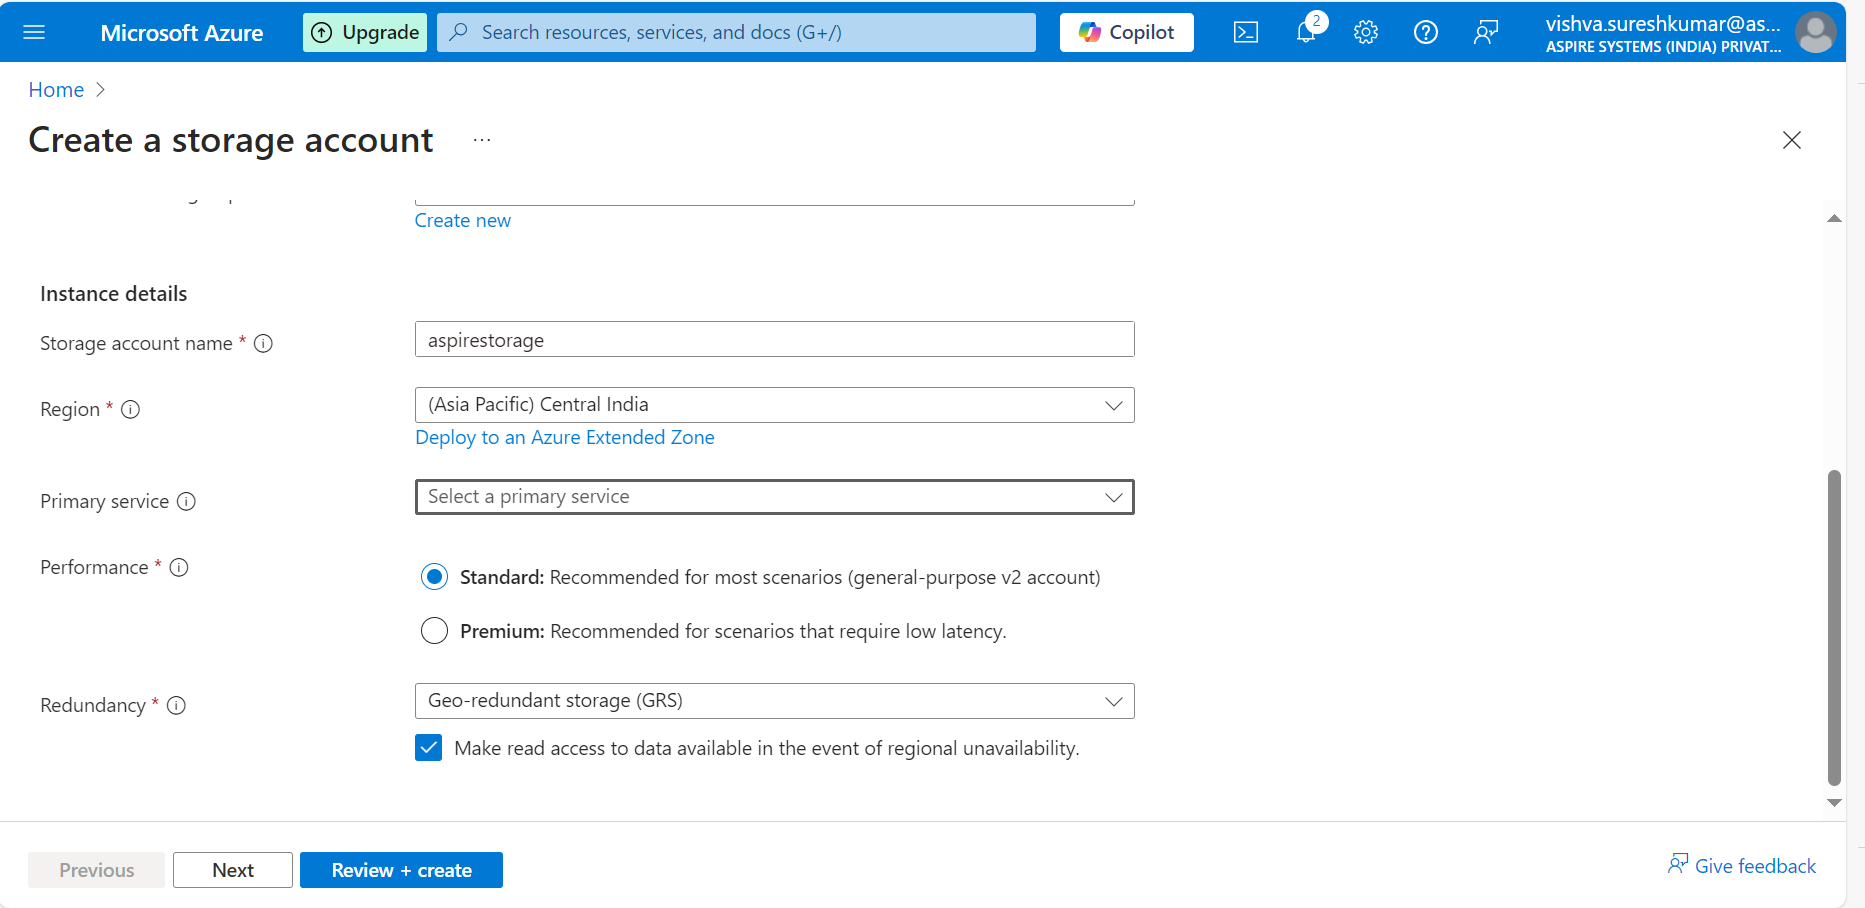 Microsoft Azure
Upgrade
Search resources, services, and docs (G+/)
Copilot
2
vishva.sureshkumar@as...
ASPIRE SYSTEMS (INDIA) PRIVAT...
Home
Create a storage account
...
Create new
Instance details
Storage account name *
aspirestorage
Region *
(Asia Pacific) Central India
Deploy to an Azure Extended Zone
Primary service
Select a primary service
Performance *
Standard: Recommended for most scenarios (general-purpose v2 account)
Premium: Recommended for scenarios that require low latency.
Redundancy *
Geo-redundant storage (GRS)
Make read access to data available in the event of regional unavailability.
Previous
Next
Review + create
Give feedback